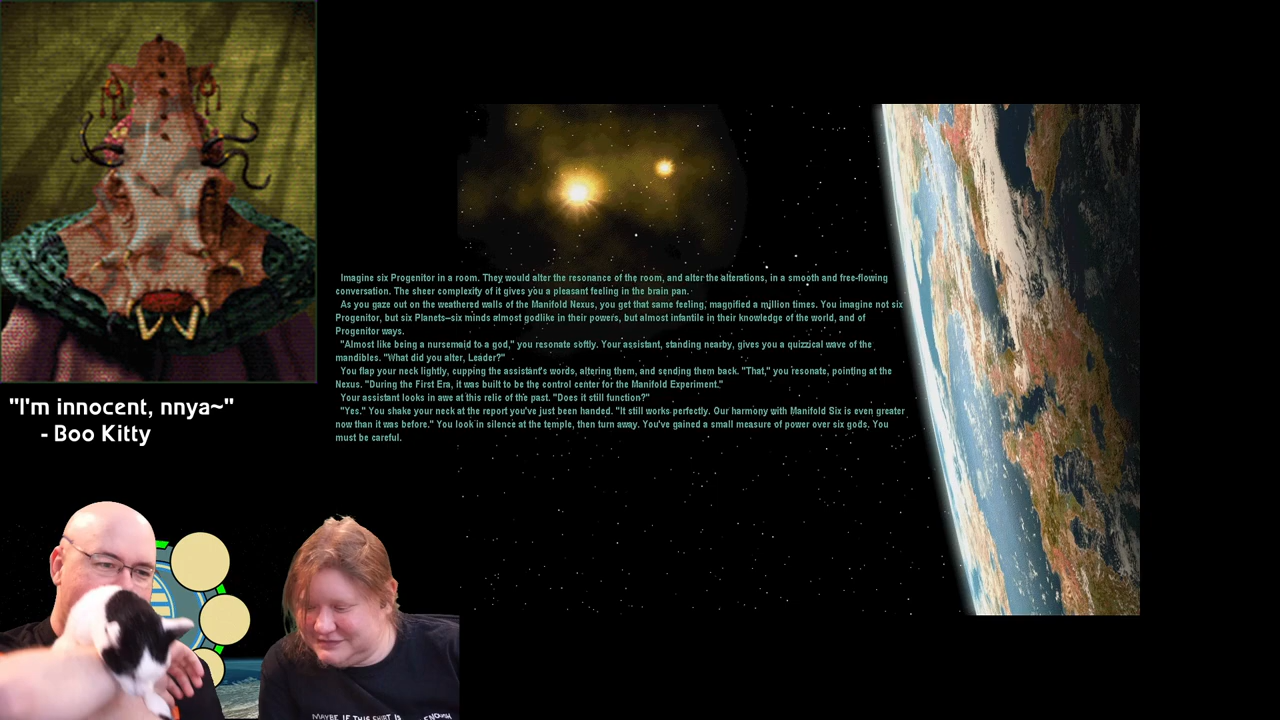 "I'm innocent, nnya~"
- Boo Kitty
Imagine six Progenitor in a room. They would alter the resonance of the room, and alter the alterations, in a smooth and free-flowing
conversation. The sheer complexity of it gives you a pleasant feeling in the brain pan.
As you gaze out on the weathered walls of the Manifold Nexus, you get that same feeling, magnified a million times. You imagine not six
Progenitor, but six Planets–six minds almost godlike in their powers, but almost infantile in their knowledge of the world, and of
Progenitor ways.
"Almost like being a nursemaid to a god," you resonate softly. Your assistant, standing nearby, gives you a quizzical wave of the
mandibles. "What did you alter, Leader?"
You flap your neck lightly, cupping the assistant's words, altering them, and sending them back. "That," you resonate, pointing at the
Nexus. "During the First Era, it was built to be the control center for the Manifold Experiment."
Your assistant looks in awe at this relic of the past. "Does it still function?"
"Yes." You shake your neck at the report you've just been handed. "It still works perfectly. Our harmony with Manifold Six is even greater
now than it was before." You look in silence at the temple, then turn away. You've gained a small measure of power over six gods. You
must be careful.
MAYBE IF THIS SHIRT IS ENOUGH